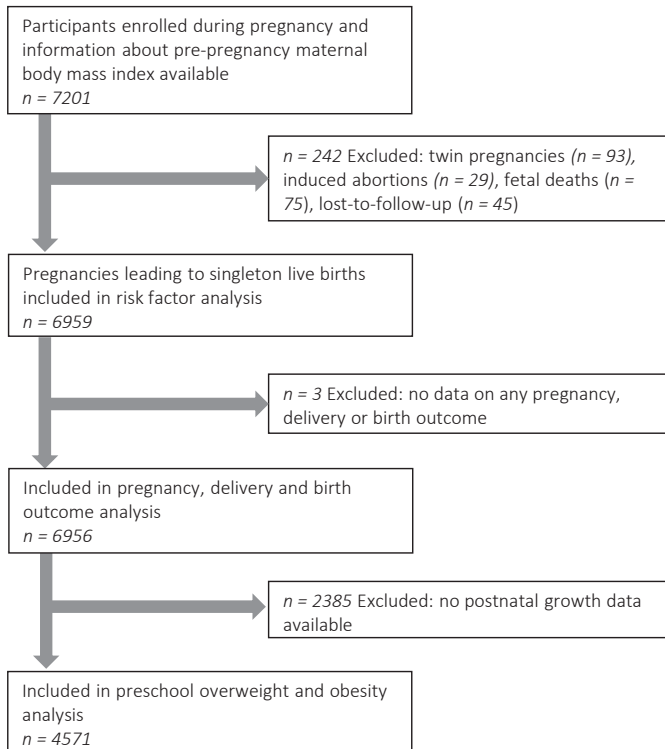 Participants enrolled during pregnancy and
information about pre-pregnancy maternal
body mass index available
n = 7201
n = 242 Excluded: twin pregnancies (n = 93),
induced abortions (n = 29), fetal deaths (n =
75), lost-to-follow-up (n = 45)
Pregnancies leading to singleton live births
included in risk factor analysis
n = 6959
n = 3 Excluded: no data on any pregnancy,
delivery or birth outcome
Included in pregnancy, delivery and birth
outcome analysis
n = 6956
n = 2385 Excluded: no postnatal growth data
available
Included in preschool overweight and obesity
analysis
n = 4571